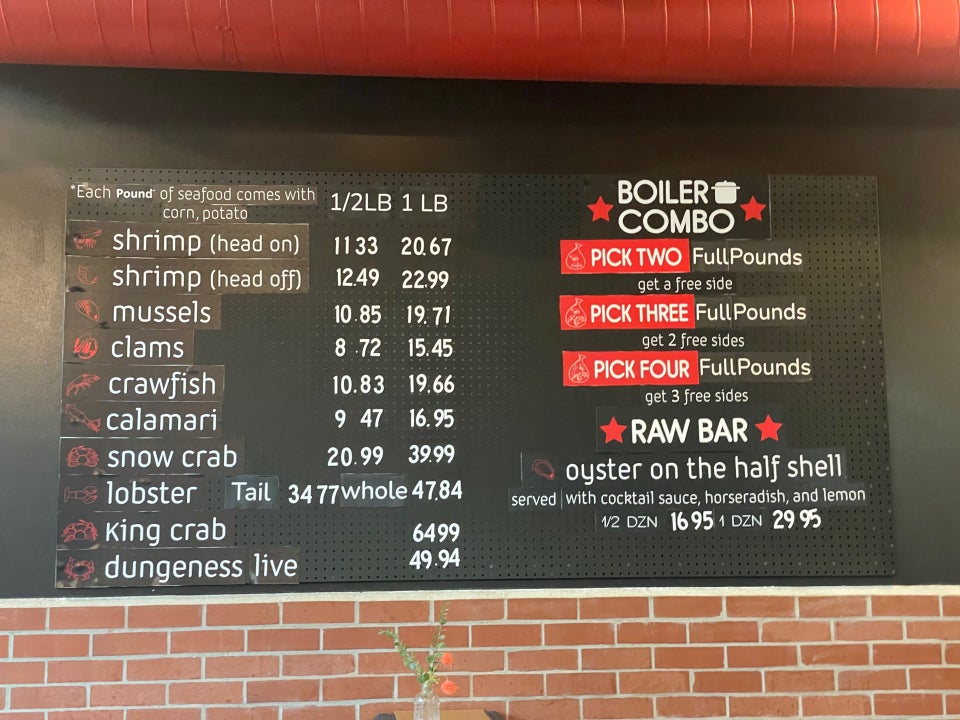 *Each Pound of seafood comes with
corn, potato
1/2LB 1 LB
shrimp (head on) 11 33 20.67
shrimp (head off) 12.49 22.99
mussels 10.85 19.71
clams 8 72 15.45
crawfish 10.83 19.66
calamari 9 47 16.95
snow crab 20.99 39.99
lobster Tail 34 77 whole 47.84
King crab 6499
dungeness live 49.94
BOILER
COMBO
PICK TWO FullPounds
get a free side
PICK THREE FullPounds
get 2 free sides
PICK FOUR FullPounds
get 3 free sides
RAW BAR
oyster on the half shell
served with cocktail sauce, horseradish, and lemon
1/2 DZN 16 95 1 DZN 29 95